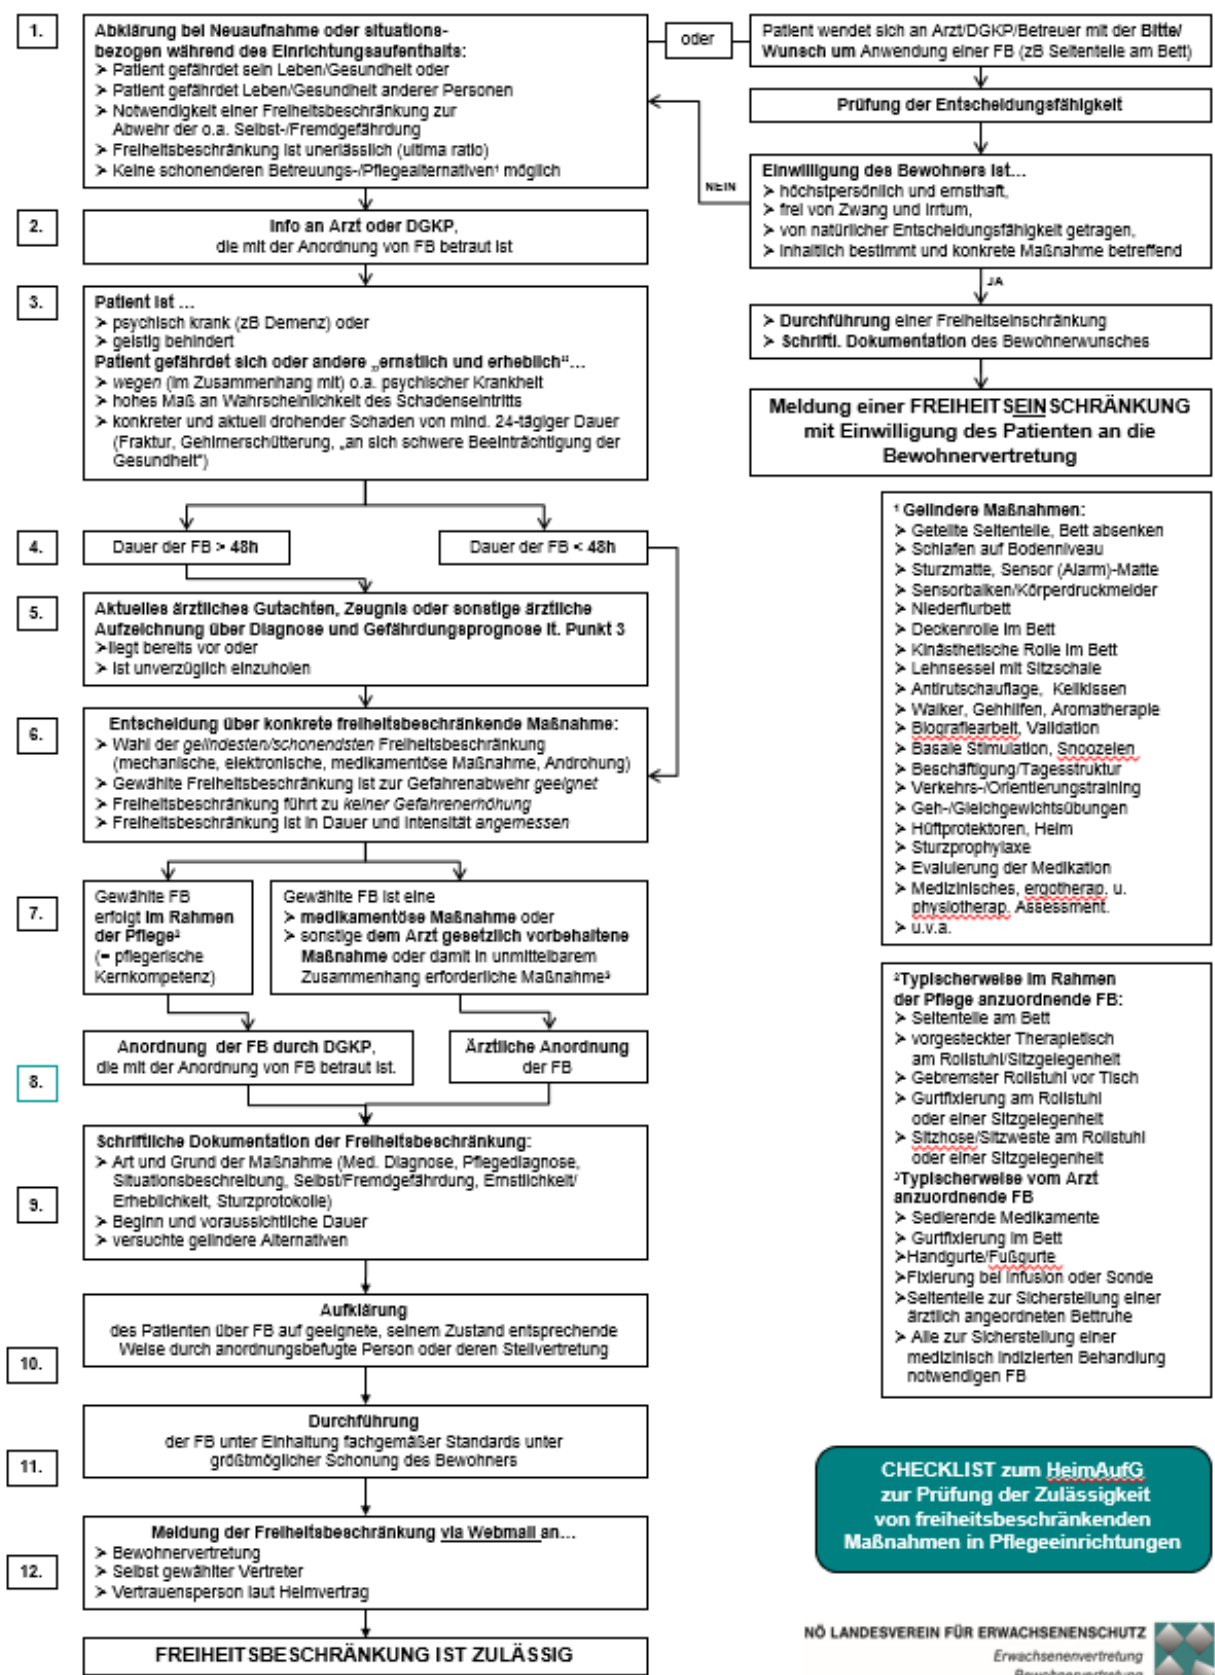 1.
Abklärung bei Neuaufnahme oder situations-
bezogen während des Einrichtungsaufenthalts:
➢ Patient gefährdet sein Leben/Gesundheit oder
➢ Patient gefährdet Leben/Gesundheit anderer Personen
➢ Notwendigkeit einer Freiheitsbeschränkung zur
Abwehr der o.a. Selbst-/Fremdgefährdung
➢ Freiheitsbeschränkung ist unerlässlich (ultima ratio)
➢ Keine schonenderen Betreuungs-/Pflegealternativen¹ möglich
oder
Patient wendet sich an Arzt/DGKP/Betreuer mit der Bitte/
Wunsch um Anwendung einer FB (zB Seitenteile am Bett)
Prüfung der Entscheidungsfähigkeit
Einwilligung des Bewohners ist...
➢ höchstpersönlich und ernsthaft,
➢ frei von Zwang und Irrtum,
➢ von natürlicher Entscheidungsfähigkeit getragen,
➢ inhaltlich bestimmt und konkrete Maßnahme betreffend
NEIN
JA
➢ Durchführung einer Freiheitseinschränkung
➢ Schriftl. Dokumentation des Bewohnerwunsches
Meldung einer FREIHEITSEINSCHRÄNKUNG
mit Einwilligung des Patienten an die
Bewohnervertretung
2.
Info an Arzt oder DGKP,
die mit der Anordnung von FB betraut ist
3.
Patient ist ...
➢ psychisch krank (zB Demenz) oder
➢ geistig behindert
Patient gefährdet sich oder andere „ernstlich und erheblich“...
➢ wegen (im Zusammenhang mit) o.a. psychischer Krankheit
➢ hohes Maß an Wahrscheinlichkeit des Schadenseintritts
➢ konkreter und aktuell drohender Schaden von mind. 24-tägiger Dauer
(Fraktur, Gehirnerschütterung, „an sich schwere Beeinträchtigung der
Gesundheit“)
4.
Dauer der FB > 48h
Dauer der FB < 48h
5.
Aktuelles ärztliches Gutachten, Zeugnis oder sonstige ärztliche
Aufzeichnung über Diagnose und Gefährdungsprognose lt. Punkt 3
➢liegt bereits vor oder
➢ ist unverzüglich einzuholen
6.
Entscheidung über konkrete freiheitsbeschränkende Maßnahme:
➢ Wahl der gelindesten/schonendsten Freiheitsbeschränkung
(mechanische, elektronische, medikamentöse Maßnahme, Androhung)
➢ Gewählte Freiheitsbeschränkung ist zur Gefahrenabwehr geeignet
➢ Freiheitsbeschränkung führt zu keiner Gefahrenerhöhung
➢ Freiheitsbeschränkung ist in Dauer und Intensität angemessen
7.
Gewählte FB
erfolgt im Rahmen
der Pflege²
(= pflegerische
Kernkompetenz)
Gewählte FB ist eine
➢ medikamentöse Maßnahme oder
➢ sonstige dem Arzt gesetzlich vorbehaltene
Maßnahme oder damit in unmittelbarem
Zusammenhang erforderliche Maßnahme³
8.
Anordnung der FB durch DGKP,
die mit der Anordnung von FB betraut ist.
Ärztliche Anordnung
der FB
9.
Schriftliche Dokumentation der Freiheitsbeschränkung:
➢ Art und Grund der Maßnahme (Med. Diagnose, Pflegediagnose,
Situationsbeschreibung, Selbst/Fremdgefährdung, Ernstlichkeit/
Erheblichkeit, Sturzprotokolle)
➢ Beginn und voraussichtliche Dauer
➢ versuchte gelindere Alternativen
10.
Aufklärung
des Patienten über FB auf geeignete, seinem Zustand entsprechende
Weise durch anordnungsbefugte Person oder deren Stellvertretung
11.
Durchführung
der FB unter Einhaltung fachgemäßer Standards unter
größtmöglicher Schonung des Bewohners
12.
Meldung der Freiheitsbeschränkung via Webmail an...
➢ Bewohnervertretung
➢ Selbst gewählter Vertreter
➢ Vertrauensperson laut Heimvertrag
FREIHEITSBESCHRÄNKUNG IST ZULÄSSIG
¹ Gelindere Maßnahmen:
➢ Geteilte Seitenteile, Bett absenken
➢ Schlafen auf Bodenniveau
➢ Sturzmatte, Sensor (Alarm)-Matte
➢ Sensorbalken/Körperdruckmelder
➢ Niederflurbett
➢ Deckenrolle im Bett
➢ Kinästhetische Rolle im Bett
➢ Lehnsessel mit Sitzschale
➢ Antirutschauflage, Keilkissen
➢ Walker, Gehhilfen, Aromatherapie
➢ Biografiearbeit, Validation
➢ Basale Stimulation, Snoozelen
➢ Beschäftigung/Tagesstruktur
➢ Verkehrs-/Orientierungstraining
➢ Geh-/Gleichgewichtsübungen
➢ Hüftprotektoren, Helm
➢ Sturzprophylaxe
➢ Evaluierung der Medikation
➢ Medizinisches, ergotherap. u.
physiotherap. Assessment.
➢ u.v.a.
²Typischerweise im Rahmen
der Pflege anzuordnende FB:
➢ Seitenteile am Bett
➢ vorgesteckter Therapietisch
am Rollstuhl/Sitzgelegenheit
➢ Gebremster Rollstuhl vor Tisch
➢ Gurtfixierung am Rollstuhl
oder einer Sitzgelegenheit
➢ Sitzhose/Sitzweste am Rollstuhl
oder einer Sitzgelegenheit
³Typischerweise vom Arzt
anzuordnende FB
➢ Sedierende Medikamente
➢ Gurtfixierung im Bett
➢Handgurte/Fußgurte
➢Fixierung bei Infusion oder Sonde
➢Seitenteile zur Sicherstellung einer
ärztlich angeordneten Bettruhe
➢ Alle zur Sicherstellung einer
medizinisch indizierten Behandlung
notwendigen FB
CHECKLIST zum HeimAufG
zur Prüfung der Zulässigkeit
von freiheitsbeschränkenden
Maßnahmen in Pflegeeinrichtungen
NÖ LANDESVEREIN FÜR ERWACHSENENSCHUTZ
Erwachsenenvertretung
Bewohnervertretung